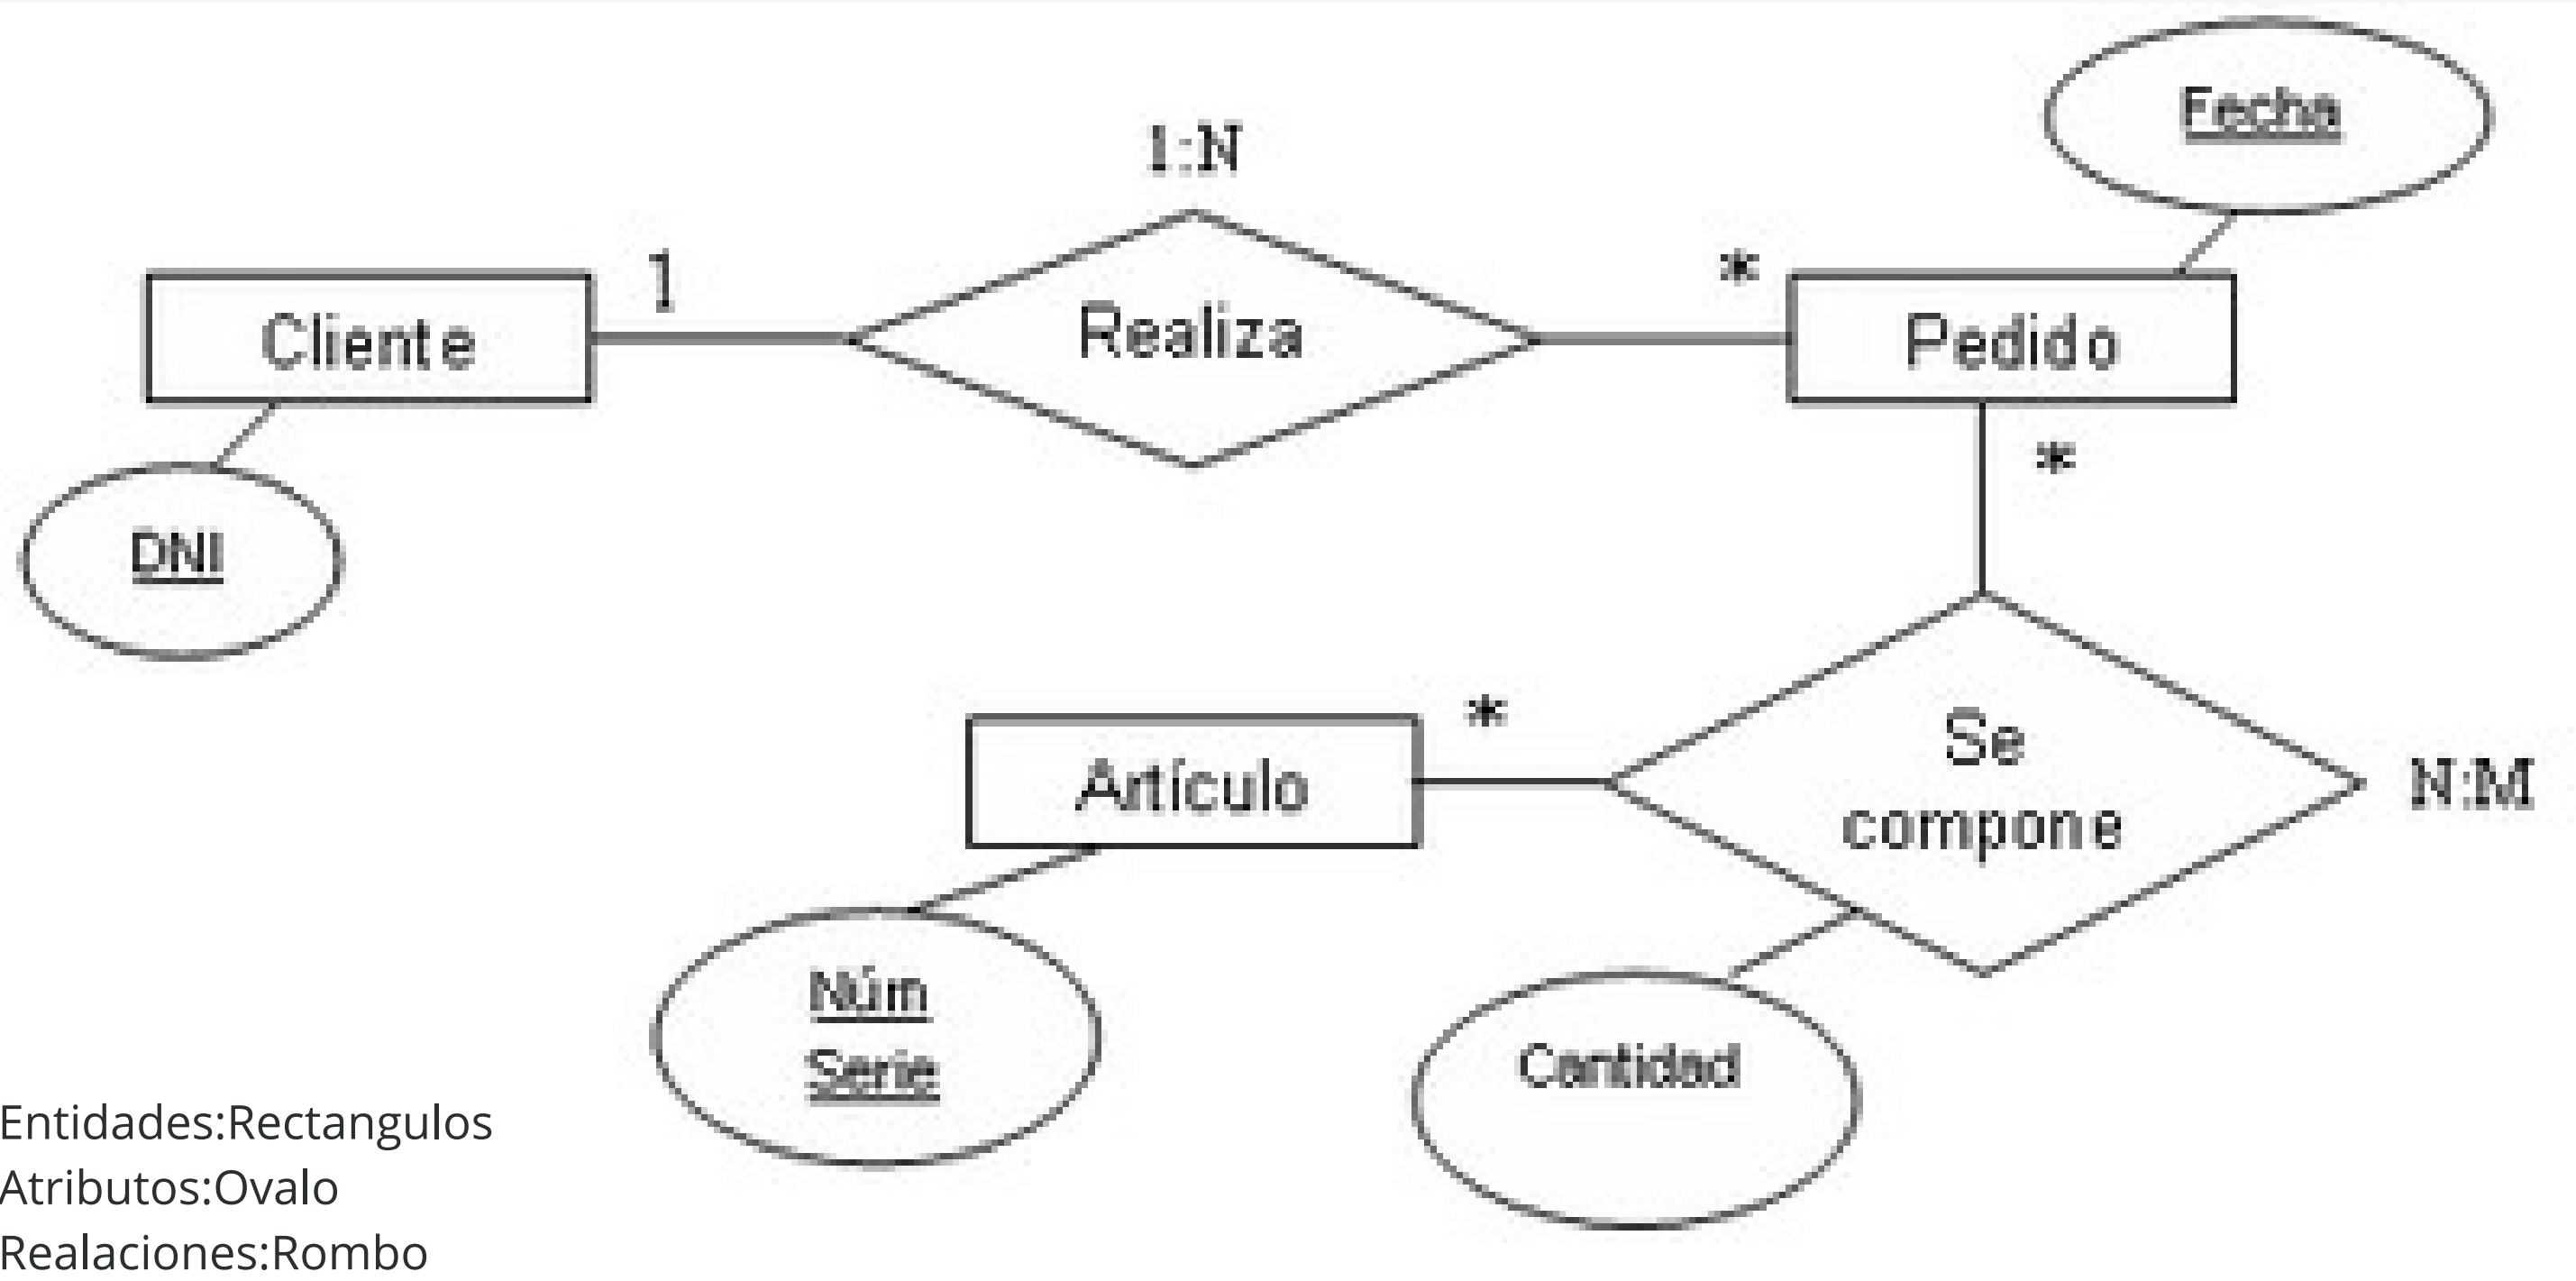 Fecha
1:N
1
*
Cliente
Realiza
Pedido
*
DNI
*
Se
compone
Artículo
N:M
Núm
Serie
Cantidad
Entidades:Rectangulos
Atributos:Ovalo
Realaciones:Rombo